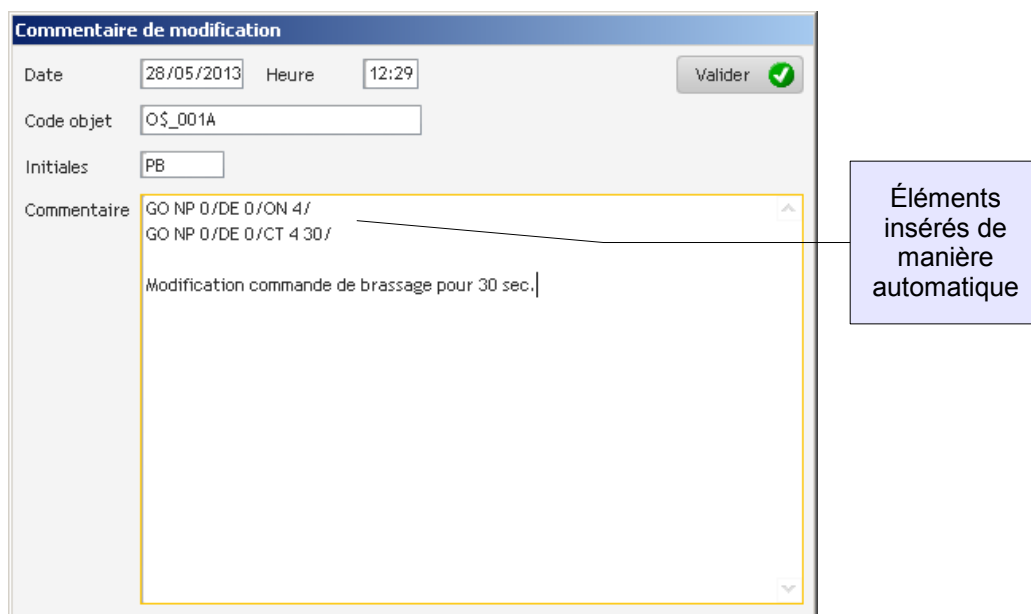 Commentaire de modification
Date 28/05/2013 Heure 12:29 Valider
Code objet O$_001A
Initiales PB
Commentaire GO NP 0/DE 0/ON 4/
GO NP 0/DE 0/CT 4 30/
Modification commande de brassage pour 30 sec.
Éléments
insérés de
manière
automatique